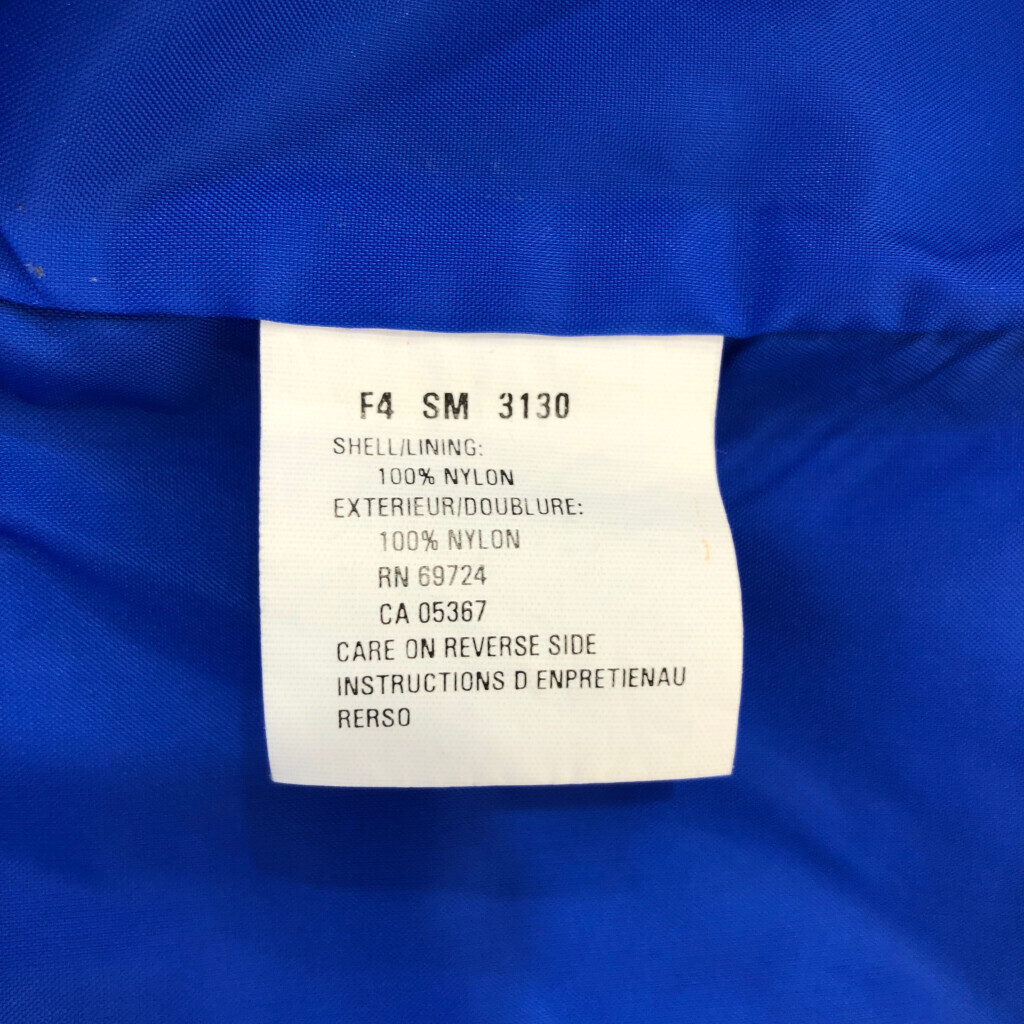 F4 SM 3130
SHELL/LINING:
100% NYLON
EXTERIEUR/DOUBLURE:
100% NYLON
RN 69724
CA 05367
CARE ON REVERSE SIDE
INSTRUCTIONS D ENPRETIENAU
RERSO